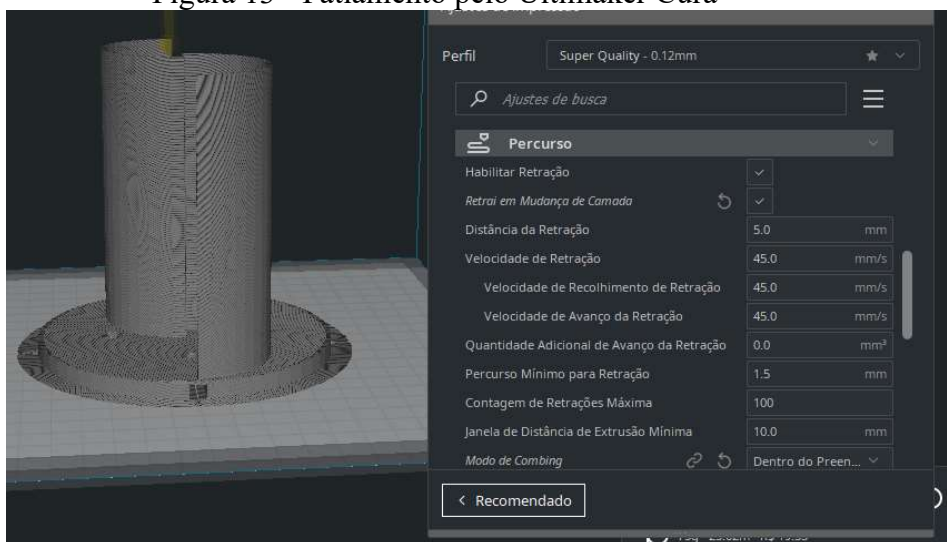 Figura 13 - Fatiamento pelo Ultimaker Cura
Perfil
Super Quality - 0.12mm
Ajustes de busca
Percurso
Habilitar Retração
Retrai em Mudança de Camada
Distância da Retração 5.0 mm
Velocidade de Retração 45.0 mm/s
Velocidade de Recolhimento de Retração 45.0 mm/s
Velocidade de Avanço da Retração 45.0 mm/s
Quantidade Adicional de Avanço da Retração 0.0 mm³
Percurso Mínimo para Retração 1.5 mm
Contagem de Retrações Máxima 100
Janela de Distância de Extrusão Mínima 10.0 mm
Modo de Combing Dentro do Preen...
< Recomendado